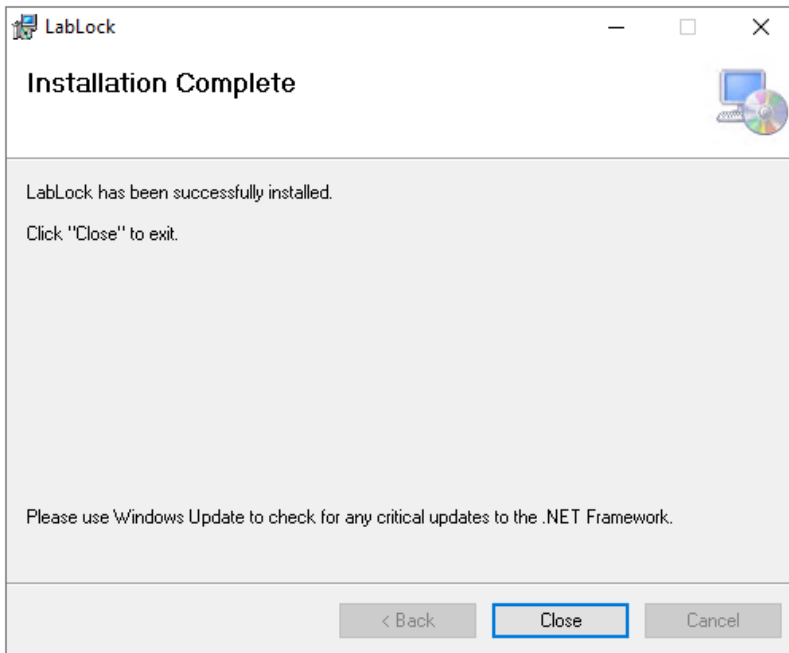 LabLock
Installation Complete
LabLock has been successfully installed.
Click "Close" to exit.
Please use Windows Update to check for any critical updates to the .NET Framework.
< Back
Close
Cancel